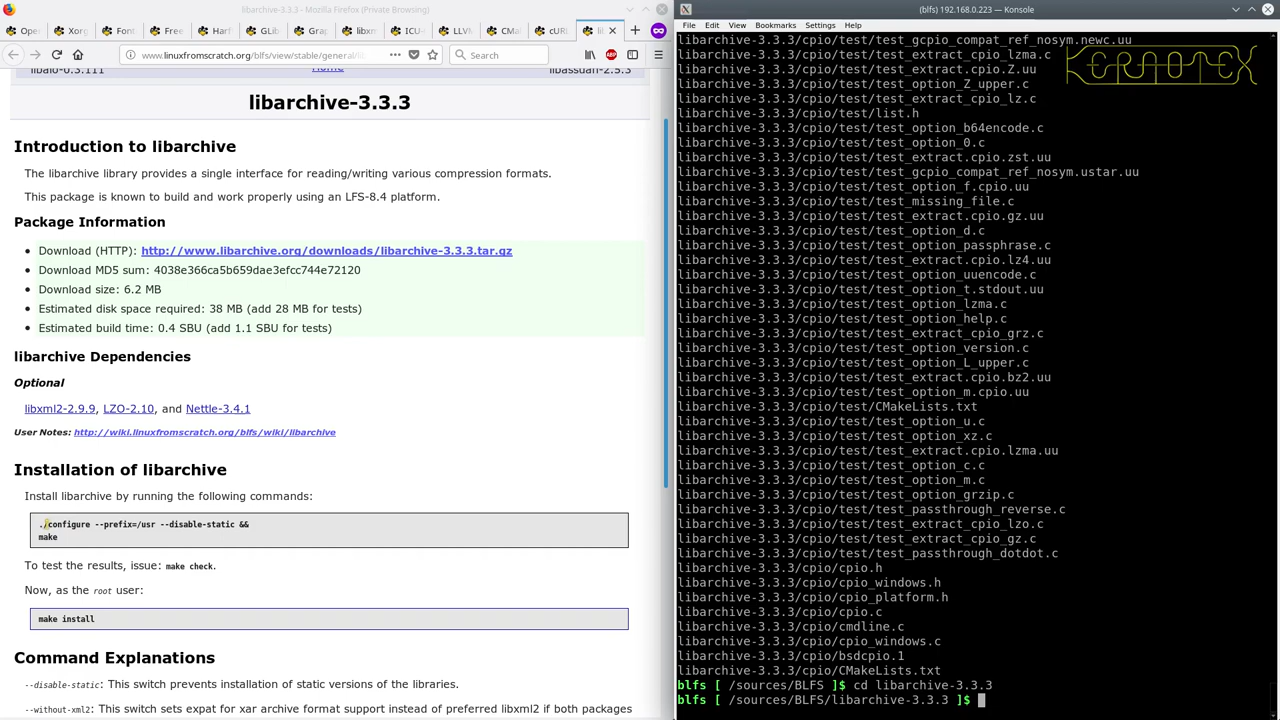 libarchive-3.3.3 - Mozilla Firefox (Private Browsing)
Open
Xorg
Font
Free
Harf
GLib
Grap
libxm
ICU-
LLVM
CMa
cURL
li
www.linuxfromscratch.org/blfs/view/stable/general/lib
Search
libaio-0.3.111
Home
libassuan-2.5.3
libarchive-3.3.3
Introduction to libarchive
The libarchive library provides a single interface for reading/writing various compression formats.
This package is known to build and work properly using an LFS-8.4 platform.
Package Information
Download (HTTP): http://www.libarchive.org/downloads/libarchive-3.3.3.tar.gz
Download MD5 sum: 4038e366ca5b659dae3efcc744e72120
Download size: 6.2 MB
Estimated disk space required: 38 MB (add 28 MB for tests)
Estimated build time: 0.4 SBU (add 1.1 SBU for tests)
libarchive Dependencies
Optional
libxml2-2.9.9, LZO-2.10, and Nettle-3.4.1
User Notes: http://wiki.linuxfromscratch.org/blfs/wiki/libarchive
Installation of libarchive
Install libarchive by running the following commands:
./configure --prefix=/usr --disable-static &&
make
To test the results, issue: make check.
Now, as the root user:
make install
Command Explanations
--disable-static: This switch prevents installation of static versions of the libraries.
--without-xml2: This switch sets expat for xar archive format support instead of preferred libxml2 if both packages
(blfs) 192.168.0.223 — Konsole
File Edit View Bookmarks Settings Help
KERNOTEX
libarchive-3.3.3/cpio/test/test_gcpio_compat_ref_nosym.newc.uu
libarchive-3.3.3/cpio/test/test_extract_cpio_lzma.c
libarchive-3.3.3/cpio/test/test_extract.cpio.Z.uu
libarchive-3.3.3/cpio/test/test_option_Z_upper.c
libarchive-3.3.3/cpio/test/test_extract_cpio_lz.c
libarchive-3.3.3/cpio/test/list.h
libarchive-3.3.3/cpio/test/test_option_b64encode.c
libarchive-3.3.3/cpio/test/test_option_0.c
libarchive-3.3.3/cpio/test/test_extract.cpio.zst.uu
libarchive-3.3.3/cpio/test/test_gcpio_compat_ref_nosym.ustar.uu
libarchive-3.3.3/cpio/test/test_option_f.cpio.uu
libarchive-3.3.3/cpio/test/test_missing_file.c
libarchive-3.3.3/cpio/test/test_extract.cpio.gz.uu
libarchive-3.3.3/cpio/test/test_option_d.c
libarchive-3.3.3/cpio/test/test_option_passphrase.c
libarchive-3.3.3/cpio/test/test_extract.cpio.lz4.uu
libarchive-3.3.3/cpio/test/test_option_uuencode.c
libarchive-3.3.3/cpio/test/test_option_t.stdout.uu
libarchive-3.3.3/cpio/test/test_option_lzma.c
libarchive-3.3.3/cpio/test/test_option_help.c
libarchive-3.3.3/cpio/test/test_extract_cpio_grz.c
libarchive-3.3.3/cpio/test/test_option_version.c
libarchive-3.3.3/cpio/test/test_option_L_upper.c
libarchive-3.3.3/cpio/test/test_extract.cpio.bz2.uu
libarchive-3.3.3/cpio/test/test_option_m.cpio.uu
libarchive-3.3.3/cpio/test/CMakeLists.txt
libarchive-3.3.3/cpio/test/test_option_u.c
libarchive-3.3.3/cpio/test/test_option_xz.c
libarchive-3.3.3/cpio/test/test_extract.cpio.lzma.uu
libarchive-3.3.3/cpio/test/test_option_c.c
libarchive-3.3.3/cpio/test/test_option_m.c
libarchive-3.3.3/cpio/test/test_option_grzip.c
libarchive-3.3.3/cpio/test/test_passthrough_reverse.c
libarchive-3.3.3/cpio/test/test_extract_cpio_lzo.c
libarchive-3.3.3/cpio/test/test_extract_cpio_gz.c
libarchive-3.3.3/cpio/test/test_passthrough_dotdot.c
libarchive-3.3.3/cpio/cpio.h
libarchive-3.3.3/cpio/cpio_windows.h
libarchive-3.3.3/cpio/cpio_platform.h
libarchive-3.3.3/cpio/cpio.c
libarchive-3.3.3/cpio/cmdline.c
libarchive-3.3.3/cpio/cpio_windows.c
libarchive-3.3.3/cpio/bsdcpio.1
libarchive-3.3.3/cpio/CMakeLists.txt
blfs [ /sources/BLFS ]$ cd libarchive-3.3.3
blfs [ /sources/BLFS/libarchive-3.3.3 ]$